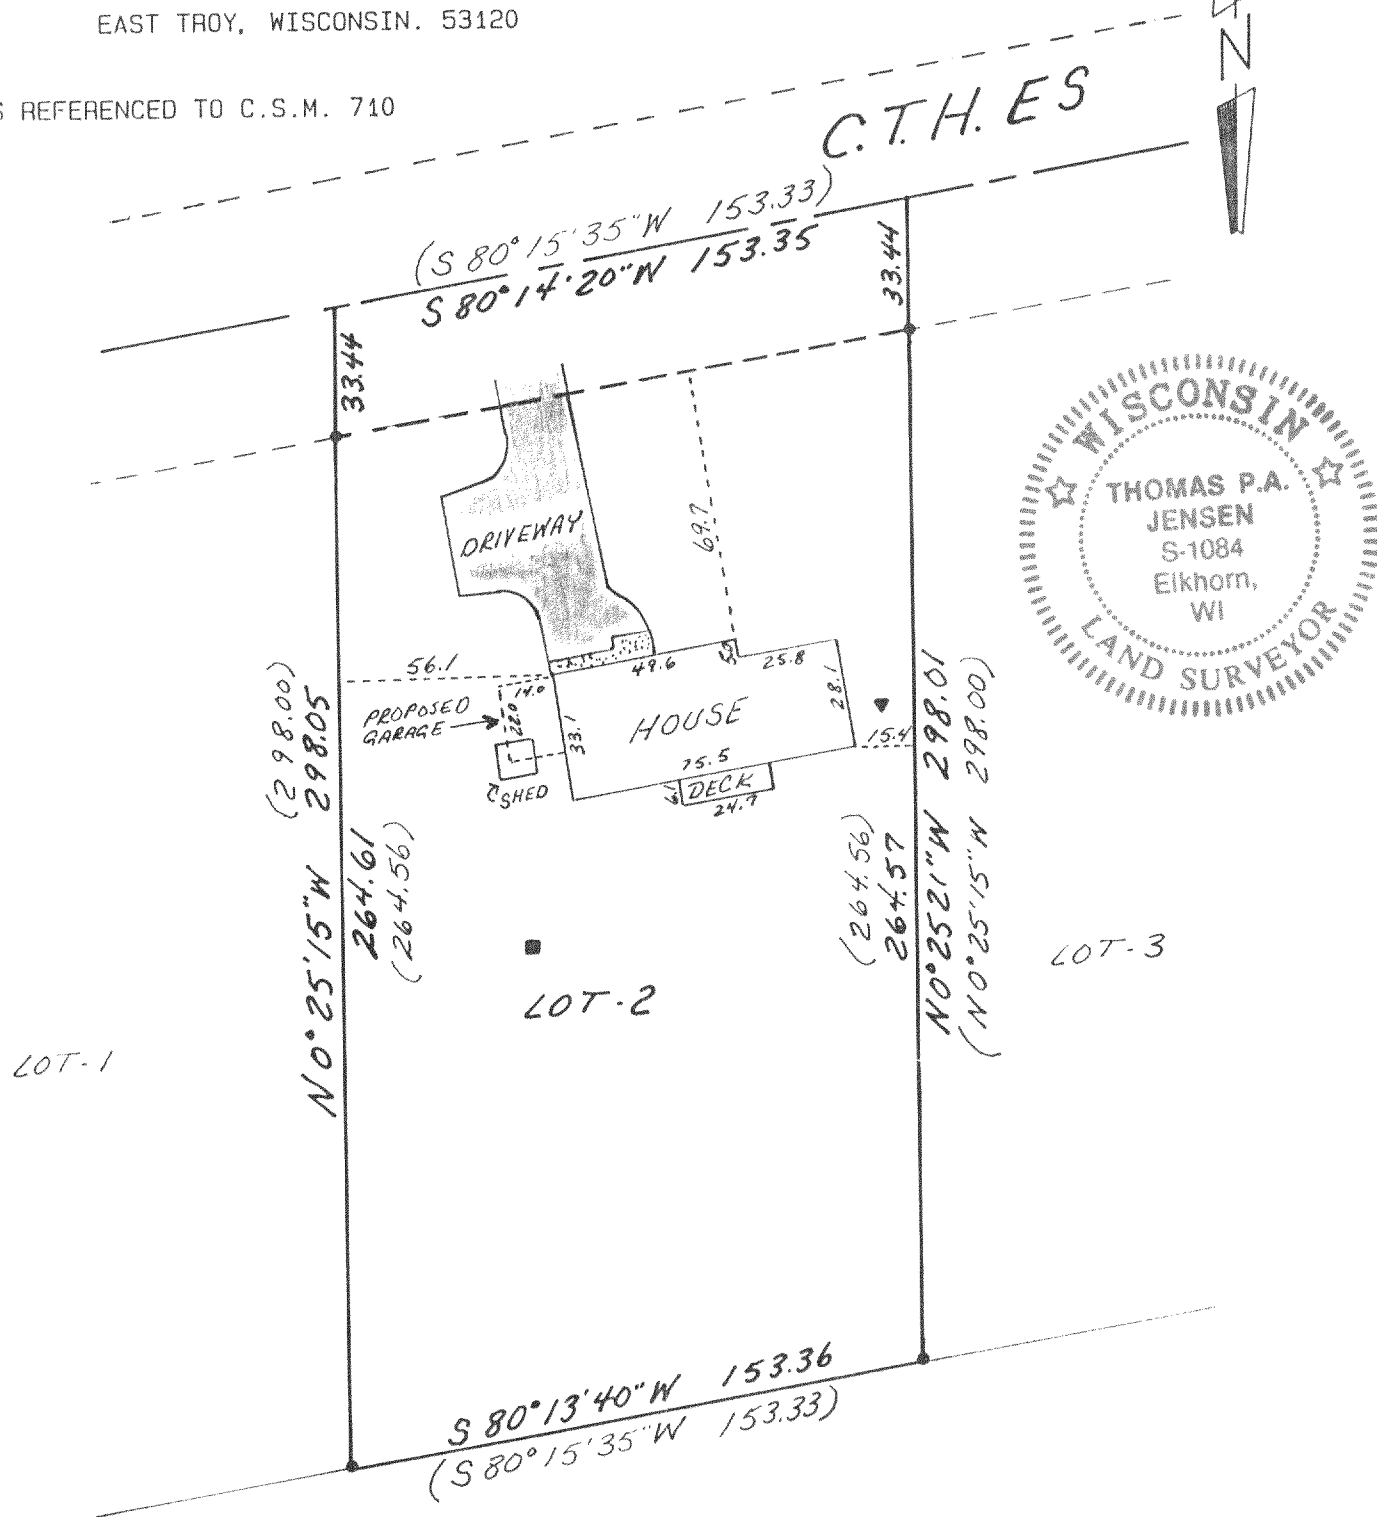 EAST TROY, WISCONSIN. 53120
REFERENCED TO C.S.M. 710
N
C.T.H. ES
(S 80° 15' 35" W 153.33)
S 80° 14' 20" W 153.35
33.44
33.44
WISCONSIN
THOMAS P.A.
JENSEN
S-1084
Elkhorn,
WI
LAND SURVEYOR
DRIVEWAY
69.7
56.1
49.6
25.8
28.1
14.0
22.0
PROPOSED
GARAGE
33.1
HOUSE
15.4
75.5
DECK
6.1
24.7
SHED
(298.00)
298.05
N 0° 25' 15" W
264.61
(264.56)
(264.56)
264.57
N 0° 25 21" W 298.01
(N 0° 25' 15" W 298.00)
LOT-3
LOT-2
LOT-1
S 80° 13' 40" W 153.36
(S 80° 15' 35" W 153.33)